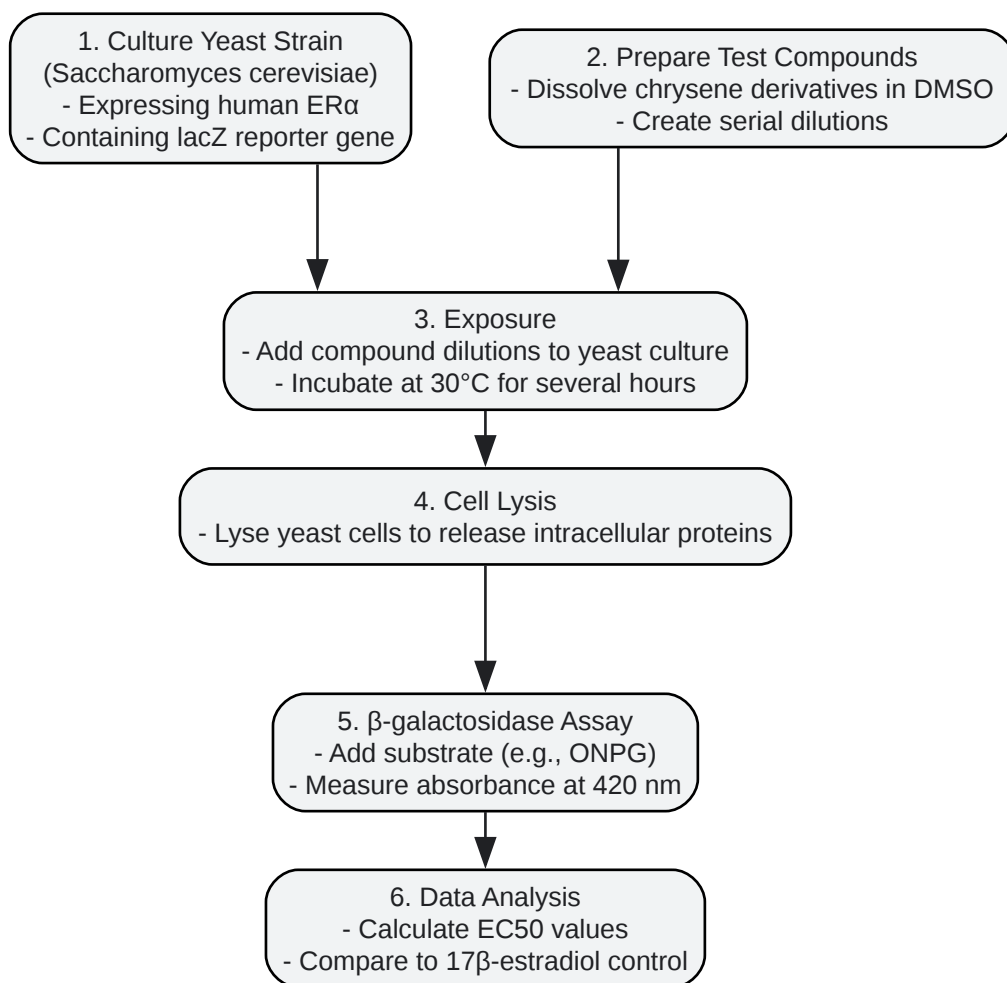 1. Culture Yeast Strain
(Saccharomyces cerevisiae)
- Expressing human ERα
- Containing lacZ reporter gene
2. Prepare Test Compounds
- Dissolve chrysene derivatives in DMSO
- Create serial dilutions
3. Exposure
- Add compound dilutions to yeast culture
- Incubate at 30°C for several hours
4. Cell Lysis
- Lyse yeast cells to release intracellular proteins
5. β-galactosidase Assay
- Add substrate (e.g., ONPG)
- Measure absorbance at 420 nm
6. Data Analysis
- Calculate EC50 values
- Compare to 17β-estradiol control